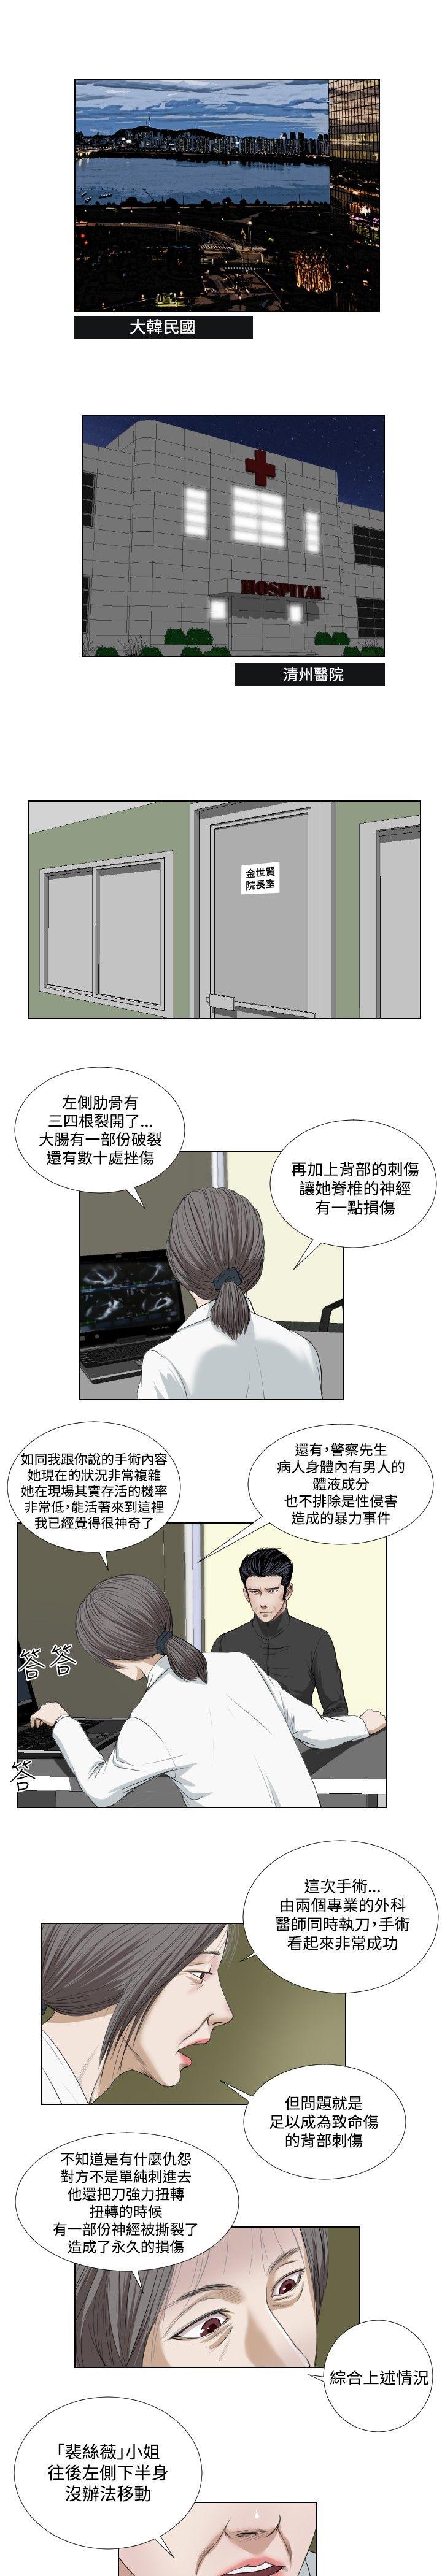 大韓民國
HOSPITAL
清州醫院
金世賢
院長室
左側肋骨有
三四根裂開了...
大腸有一部份破裂
還有數十處挫傷
再加上背部的刺傷
讓她脊椎的神經
有一點損傷
如同我跟你說的手術內容
她現在的狀況非常複雜
她在現場其實存活的機率
非常低,能活著來到這裡
我已經覺得很神奇了
還有,警察先生
病人身體內有男人的
體液成分
也不排除是性侵害
造成的暴力事件
答答
答
這次手術...
由兩個專業的外科
醫師同時執刀,手術
看起來非常成功
但問題就是
足以成為致命傷
的背部刺傷
不知道是有什麼仇怨
對方不是單純刺進去
他還把刀強力扭轉
扭轉的時候
有一部份神經被撕裂了
造成了永久的損傷
綜合上述情況
「裴絲薇」小姐
往後左側下半身
沒辦法移動